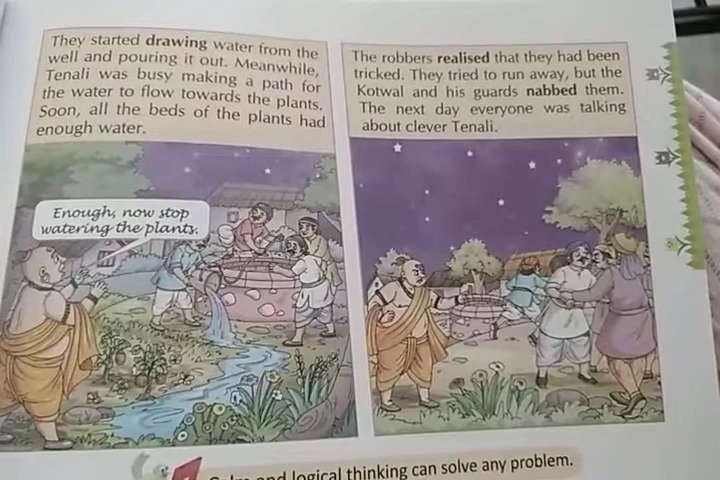 They started drawing water from the
well and pouring it out. Meanwhile,
Tenali was busy making a path for
the water to flow towards the plants.
Soon, all the beds of the plants had
enough water.
Enough, now stop
watering the plants.
The robbers realised that they had been
tricked. They tried to run away, but the
Kotwal and his guards nabbed them.
The next day everyone was talking
about clever Tenali.
Calm and logical thinking can solve any problem.